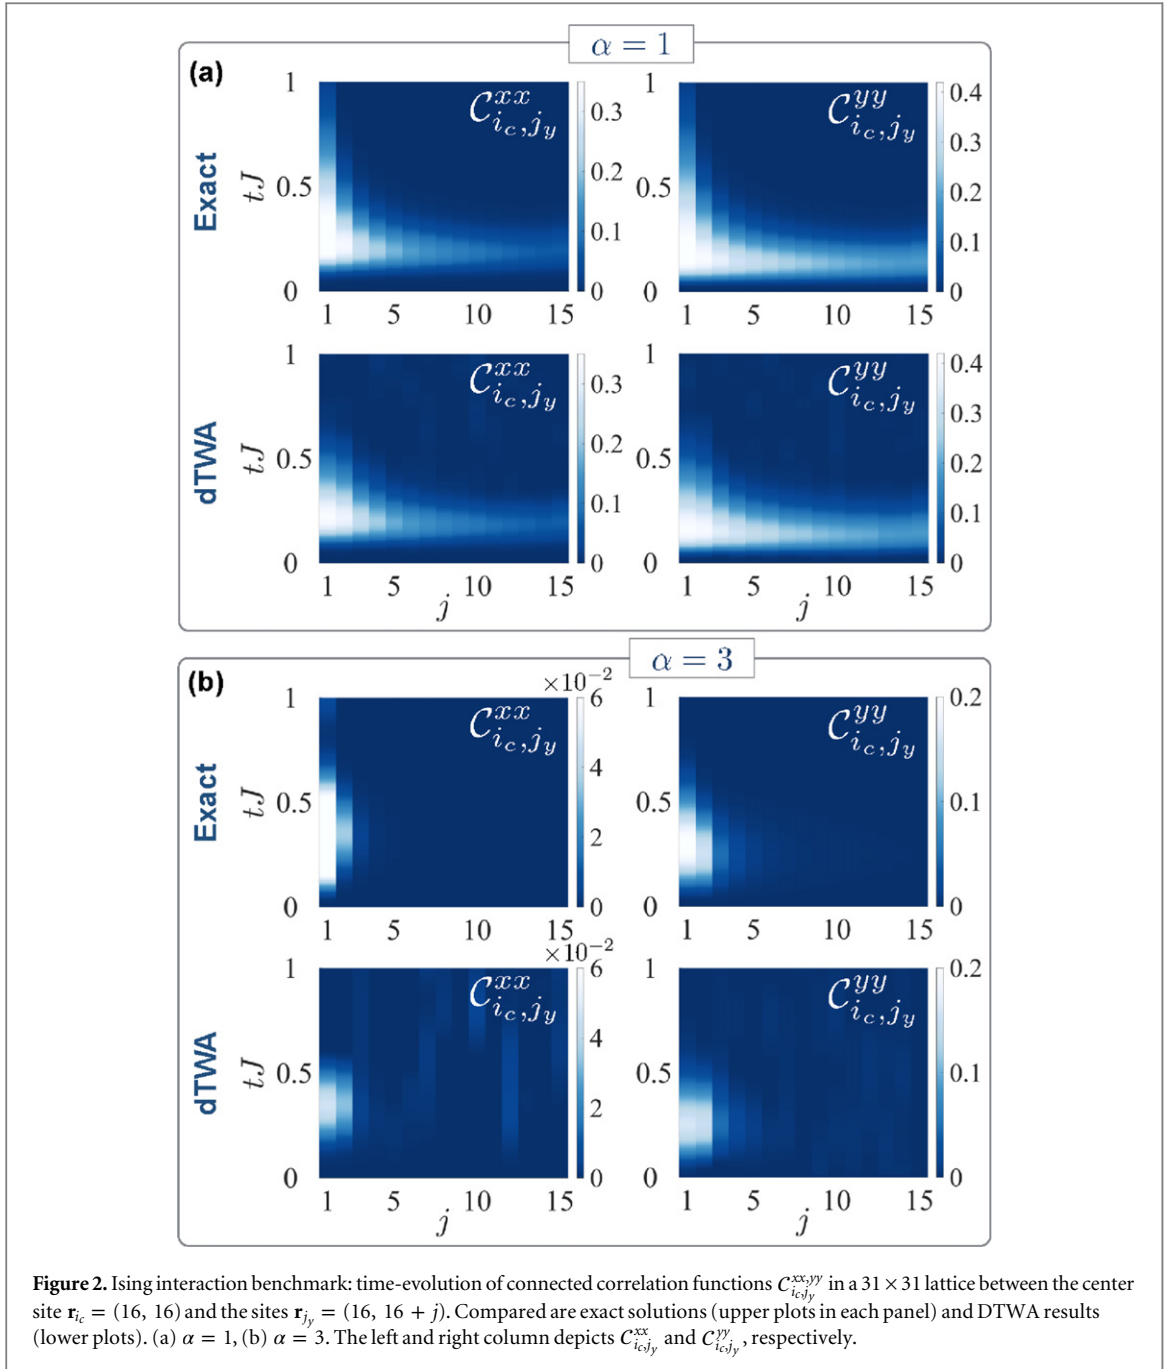 α = 1
(a)
Exact
tJ
1
0.5
0
1 5 10 15
C^{xx}_{i_c,j_y}
0.3
0.2
0.1
0
1
0.5
0
1 5 10 15
C^{yy}_{i_c,j_y}
0.4
0.3
0.2
0.1
0
dTWA
tJ
1
0.5
0
1 5 10 15
j
C^{xx}_{i_c,j_y}
0.3
0.2
0.1
0
1
0.5
0
1 5 10 15
j
C^{yy}_{i_c,j_y}
0.4
0.3
0.2
0.1
0
α = 3
(b)
Exact
tJ
1
0.5
0
1 5 10 15
C^{xx}_{i_c,j_y}
×10^{-2}
6
4
2
0
1
0.5
0
1 5 10 15
C^{yy}_{i_c,j_y}
0.2
0.1
0
dTWA
tJ
1
0.5
0
1 5 10 15
j
C^{xx}_{i_c,j_y}
×10^{-2}
6
4
2
0
1
0.5
0
1 5 10 15
j
C^{yy}_{i_c,j_y}
0.2
0.1
0
Figure 2. Ising interaction benchmark: time-evolution of connected correlation functions C^{xx,yy}_{i_c,j_y} in a 31 × 31 lattice between the center
site r_{i_c} = (16, 16) and the sites r_{j_y} = (16, 16 + j). Compared are exact solutions (upper plots in each panel) and DTWA results
(lower plots). (a) α = 1, (b) α = 3. The left and right column depicts C^{xx}_{i_c,j_y} and C^{yy}_{i_c,j_y}, respectively.